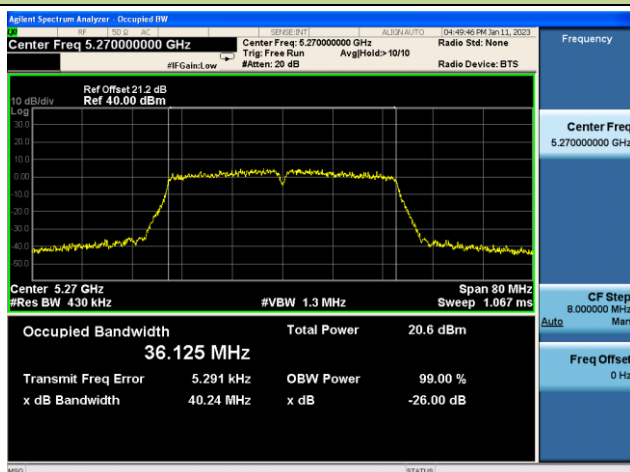 Agilent Spectrum Analyzer - Occupied BW
RF 50 Ω AC SENSE:INT ALIGN AUTO 04:49:46 PM Jan 11, 2023
Center Freq 5.270000000 GHz
Center Freq: 5.270000000 GHz
Radio Std: None
Trig: Free Run Avg|Hold:> 10/10
#IFGain:Low #Atten: 20 dB Radio Device: BTS
Ref Offset 21.2 dB
10 dB/div Ref 40.00 dBm
Log
30.0
20.0
10.0
0.00
-10.0
-20.0
-30.0
-40.0
-50.0
Center 5.27 GHz Span 80 MHz
#Res BW 430 kHz #VBW 1.3 MHz Sweep 1.067 ms
Occupied Bandwidth Total Power 20.6 dBm
36.125 MHz
Transmit Freq Error 5.291 kHz OBW Power 99.00 %
x dB Bandwidth 40.24 MHz x dB -26.00 dB
MSG STATUS
Frequency
Center Freq
5.270000000 GHz
CF Step
8.000000 MHz
Auto Man
Freq Offset
0 Hz